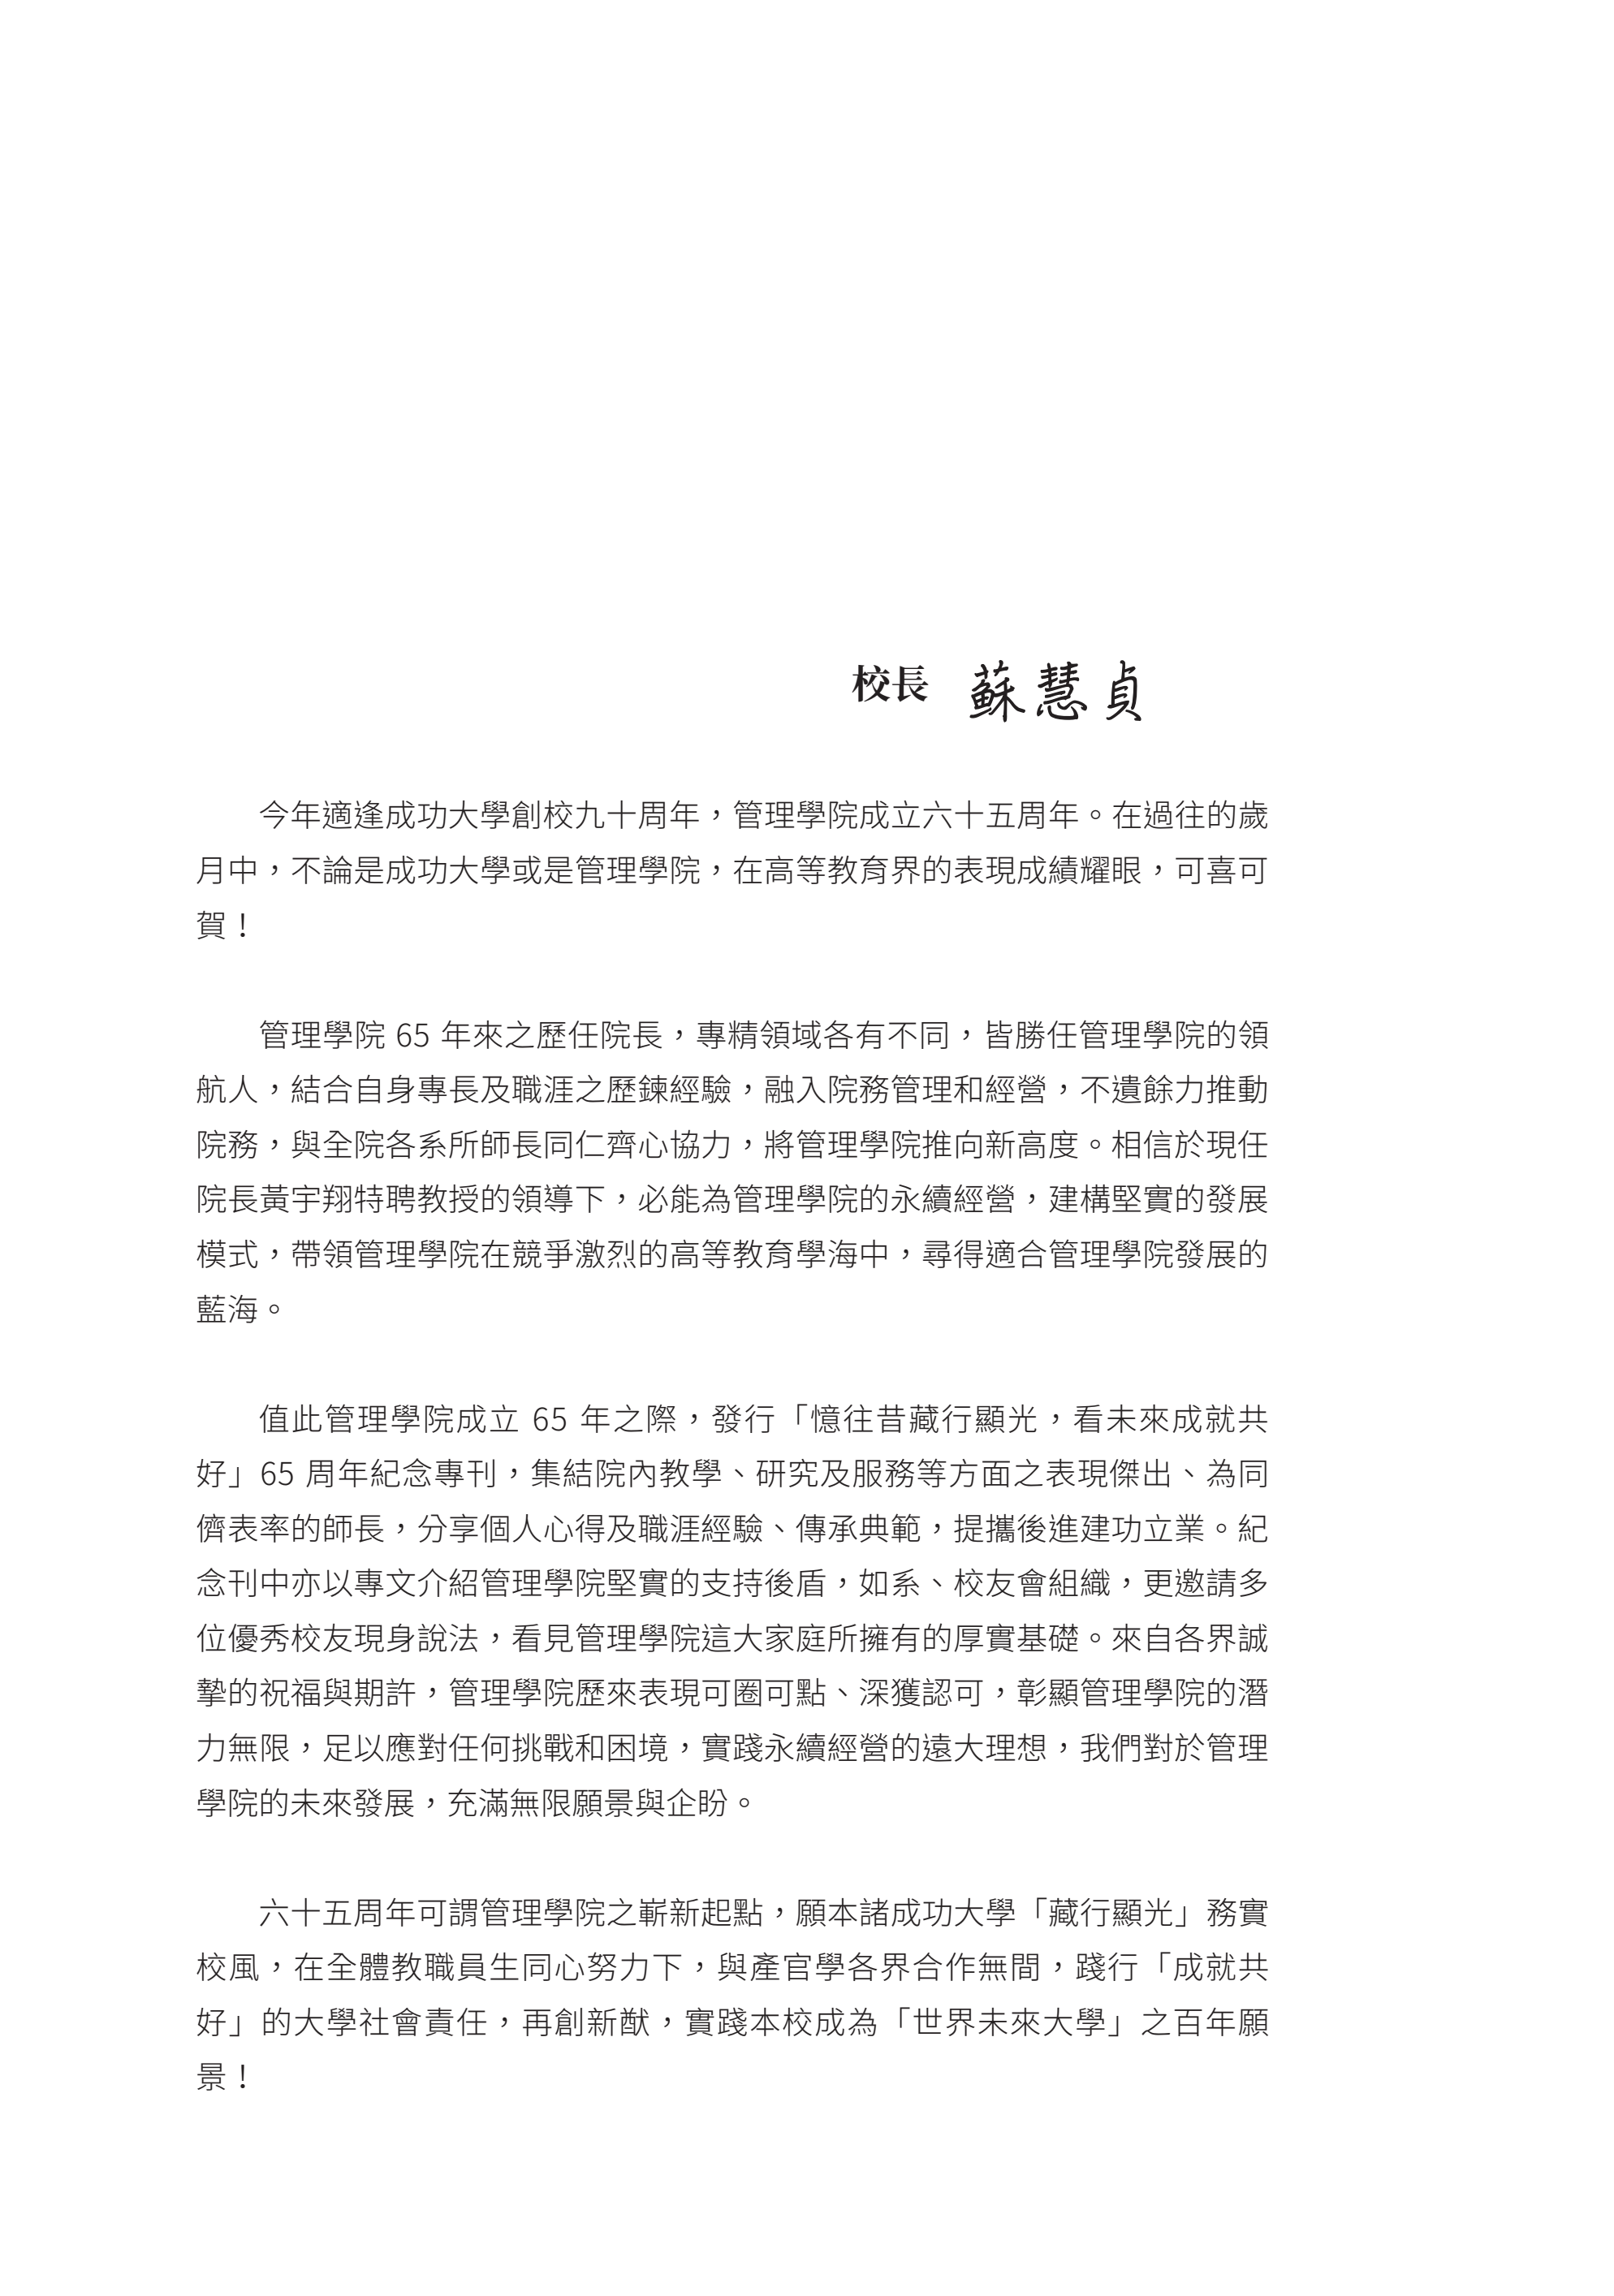 校長 蘇慧貞
今年適逢成功大學創校九十周年，管理學院成立六十五周年。在過往的歲
月中，不論是成功大學或是管理學院，在高等教育界的表現成績耀眼，可喜可
賀！
管理學院 65 年來之歷任院長，專精領域各有不同，皆勝任管理學院的領
航人，結合自身專長及職涯之歷鍊經驗，融入院務管理和經營，不遺餘力推動
院務，與全院各系所師長同仁齊心協力，將管理學院推向新高度。相信於現任
院長黃宇翔特聘教授的領導下，必能為管理學院的永續經營，建構堅實的發展
模式，帶領管理學院在競爭激烈的高等教育學海中，尋得適合管理學院發展的
藍海。
值此管理學院成立 65 年之際，發行「憶往昔藏行顯光，看未來成就共
好」65 周年紀念專刊，集結院內教學、研究及服務等方面之表現傑出、為同
儕表率的師長，分享個人心得及職涯經驗、傳承典範，提攜後進建功立業。紀
念刊中亦以專文介紹管理學院堅實的支持後盾，如系、校友會組織，更邀請多
位優秀校友現身說法，看見管理學院這大家庭所擁有的厚實基礎。來自各界誠
摯的祝福與期許，管理學院歷來表現可圈可點、深獲認可，彰顯管理學院的潛
力無限，足以應對任何挑戰和困境，實踐永續經營的遠大理想，我們對於管理
學院的未來發展，充滿無限願景與企盼。
六十五周年可謂管理學院之嶄新起點，願本諸成功大學「藏行顯光」務實
校風，在全體教職員生同心努力下，與產官學各界合作無間，踐行「成就共
好」的大學社會責任，再創新猷，實踐本校成為「世界未來大學」之百年願
景！